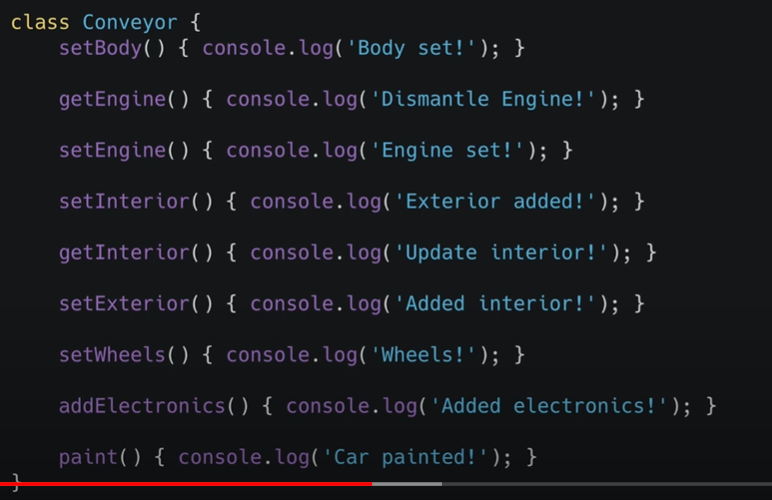 class Conveyor {
setBody() { console.log('Body set!'); }
getEngine() { console.log('Dismantle Engine!'); }
setEngine() { console.log('Engine set!'); }
setInterior() { console.log('Exterior added!'); }
getInterior() { console.log('Update interior!'); }
setExterior() { console.log('Added interior!'); }
setWheels() { console.log('Wheels!'); }
addElectronics() { console.log('Added electronics!'); }
paint() { console.log('Car painted!'); }
}